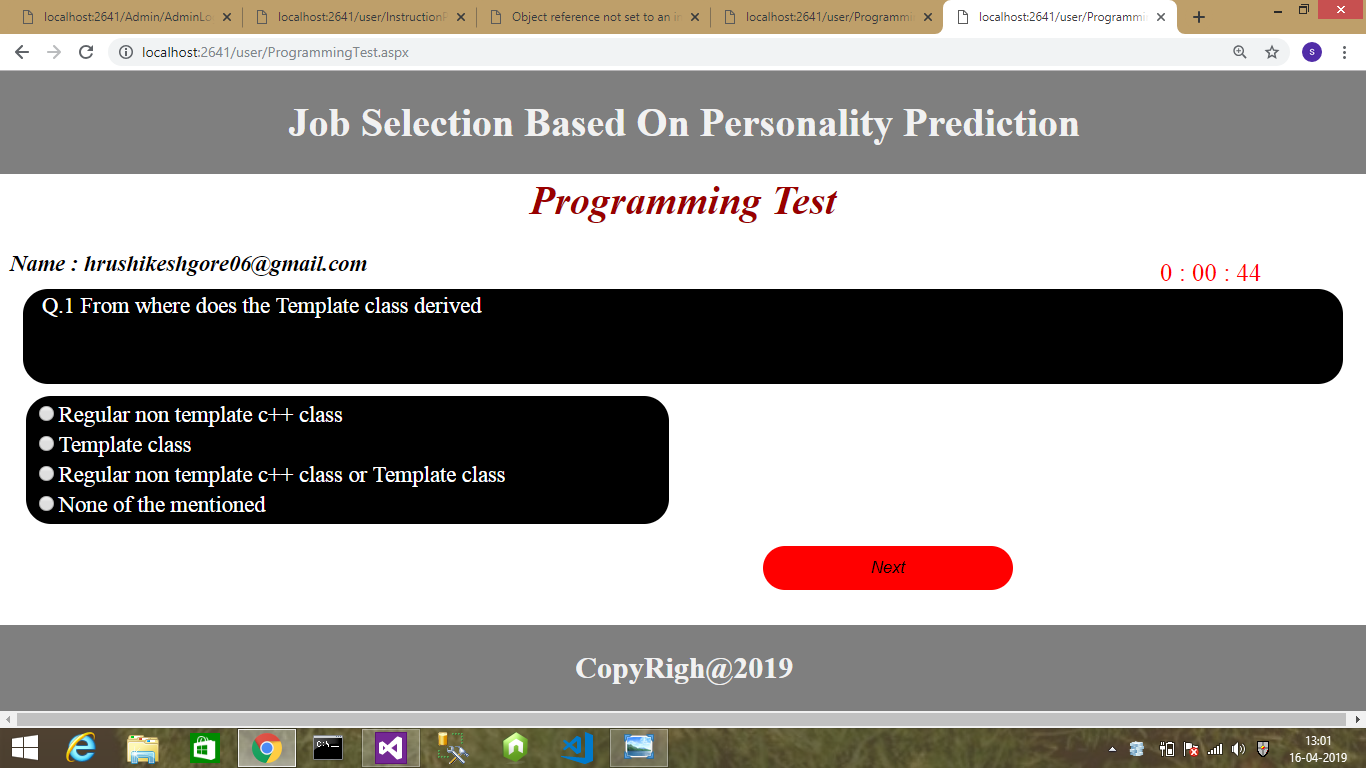 localhost:2641/Admin/AdminLo
localhost:2641/user/InstructionP
Object reference not set to an in
localhost:2641/user/Programmin
localhost:2641/user/Programmin
localhost:2641/user/ProgrammingTest.aspx
s
Job Selection Based On Personality Prediction
Programming Test
Name : hrushikeshgore06@gmail.com
0 : 00 : 44
Q.1 From where does the Template class derived
Regular non template c++ class
Template class
Regular non template c++ class or Template class
None of the mentioned
Next
CopyRigh@2019
13:01
16-04-2019